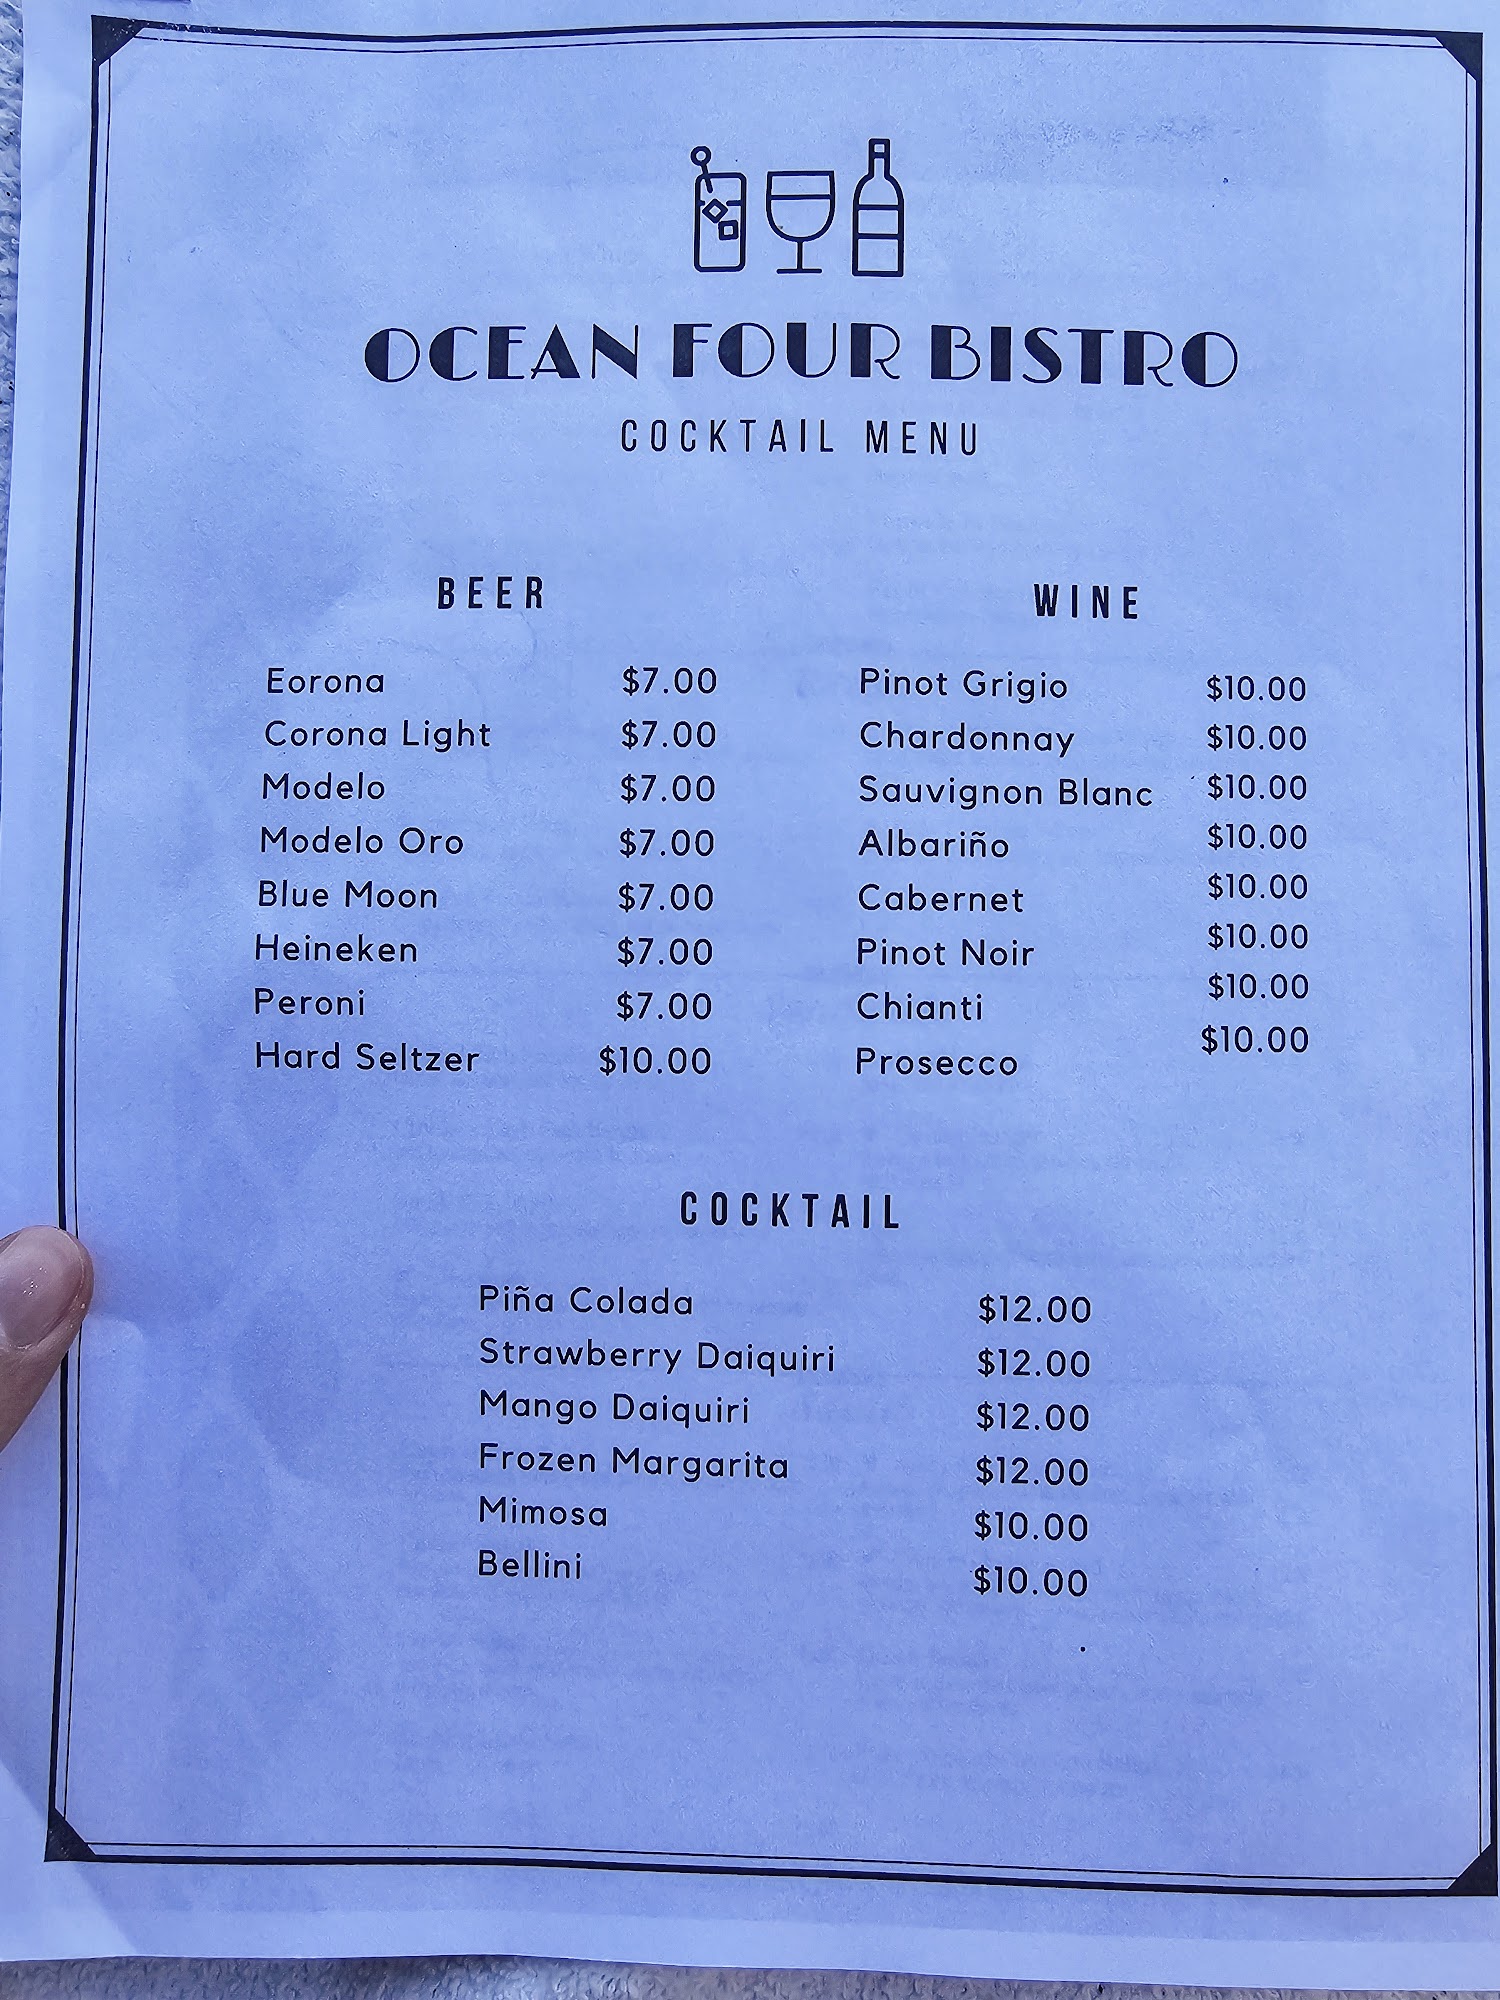 OCEAN FOUR BISTRO
COCKTAIL MENU
BEER
Eorona $7.00
Corona Light $7.00
Modelo $7.00
Modelo Oro $7.00
Blue Moon $7.00
Heineken $7.00
Peroni $7.00
Hard Seltzer $10.00
WINE
Pinot Grigio $10.00
Chardonnay $10.00
Sauvignon Blanc $10.00
Albariño $10.00
Cabernet $10.00
Pinot Noir $10.00
Chianti $10.00
Prosecco $10.00
COCKTAIL
Piña Colada $12.00
Strawberry Daiquiri $12.00
Mango Daiquiri $12.00
Frozen Margarita $12.00
Mimosa $10.00
Bellini $10.00